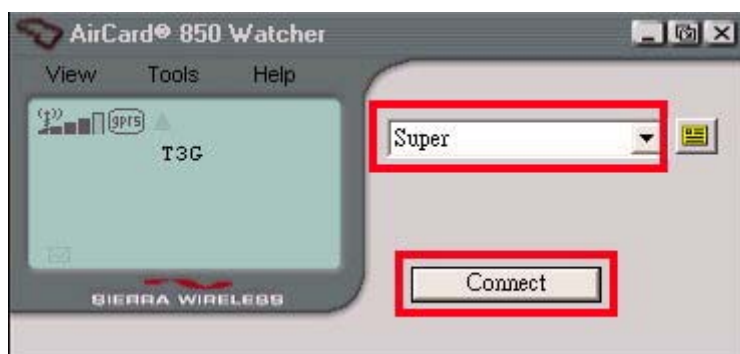 AirCard® 850 Watcher
View Tools Help
gprs
T3G
Super
Connect
SIERRA WIRELESS